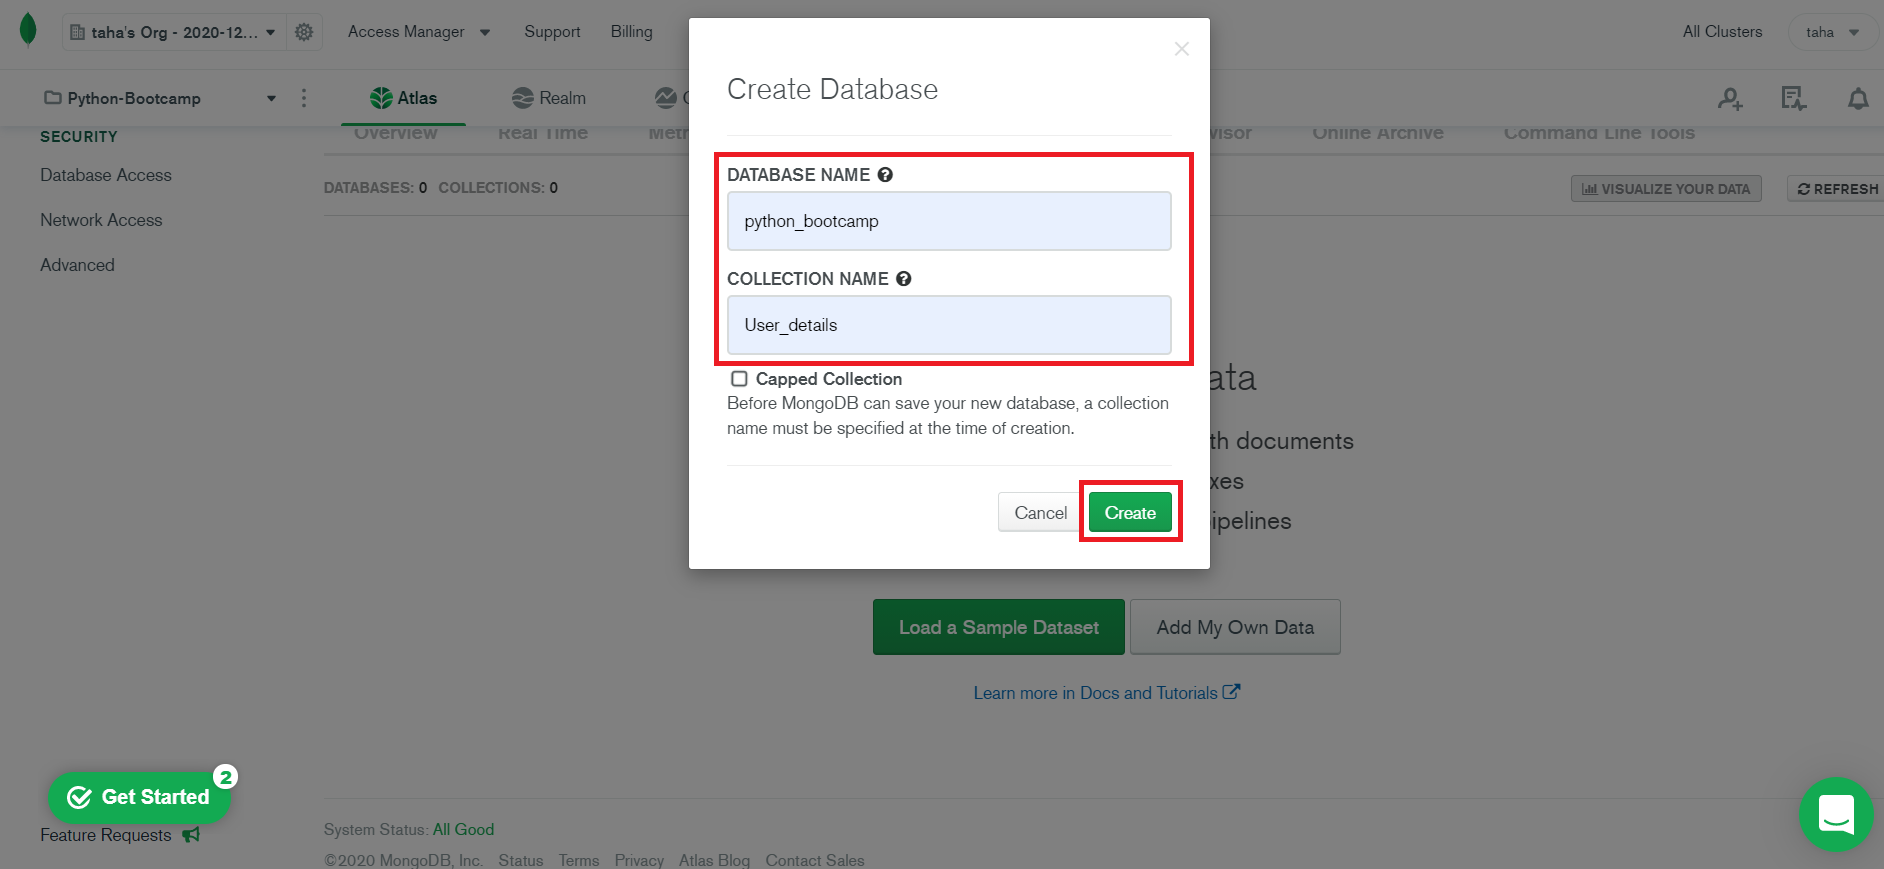 taha's Org - 2020-12...
Access Manager
Support
Billing
All Clusters
taha
Python-Bootcamp
Atlas
Realm
SECURITY
Overview
Real Time
Online Archive
Command Line Tools
Database Access
Network Access
Advanced
DATABASES: 0 COLLECTIONS: 0
VISUALIZE YOUR DATA
REFRESH
Create Database
DATABASE NAME
python_bootcamp
COLLECTION NAME
User_details
Capped Collection
Before MongoDB can save your new database, a collection
name must be specified at the time of creation.
Cancel
Create
ata
th documents
xes
ipelines
Load a Sample Dataset
Add My Own Data
Learn more in Docs and Tutorials
2
Get Started
Feature Requests
System Status: All Good
©2020 MongoDB, Inc. Status Terms Privacy Atlas Blog Contact Sales